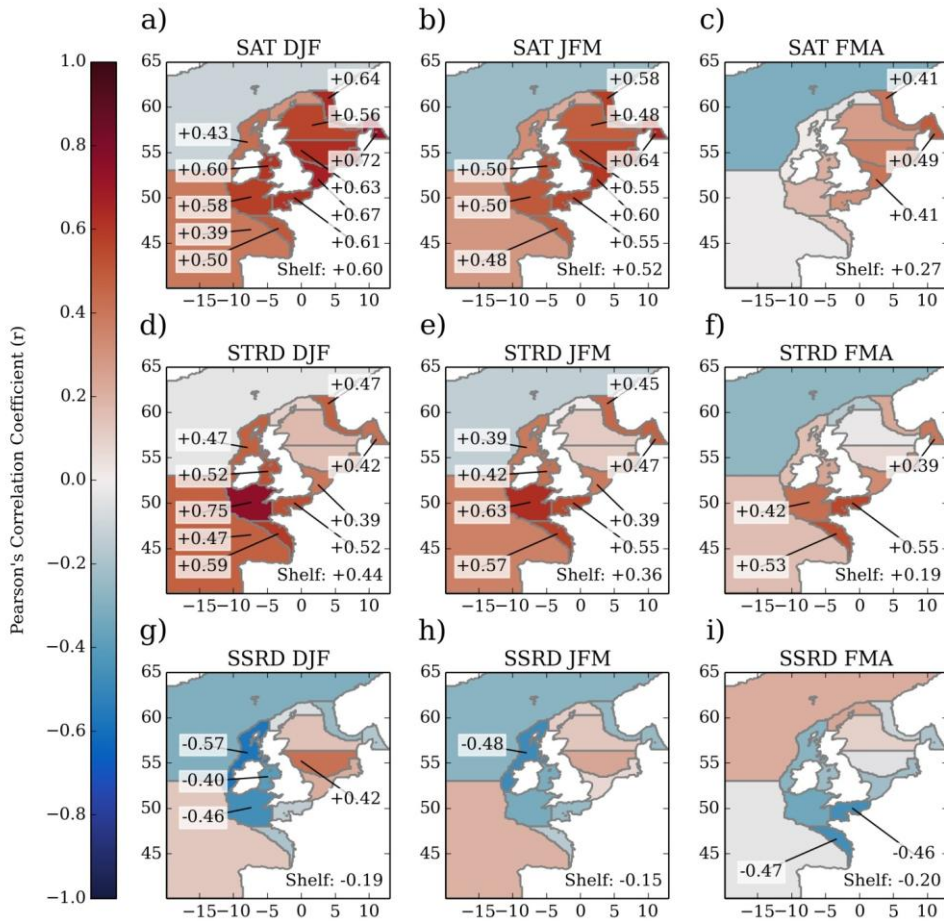 Pearson's Correlation Coefficient (r)
1.0
0.8
0.6
0.4
0.2
0.0
−0.2
−0.4
−0.6
−0.8
−1.0
a)
SAT DJF
65
60
55
50
45
+0.64
+0.56
+0.43
+0.72
+0.60
+0.63
+0.58
+0.67
+0.39
+0.61
+0.50
Shelf: +0.60
−15 −10 −5 0 5 10
b)
SAT JFM
65
60
55
50
45
+0.58
+0.48
+0.64
+0.50
+0.55
+0.50
+0.60
+0.55
+0.48
Shelf: +0.52
−15 −10 −5 0 5 10
c)
SAT FMA
65
60
55
50
45
+0.41
+0.49
+0.41
Shelf: +0.27
−15 −10 −5 0 5 10
d)
STRD DJF
65
60
55
50
45
+0.47
+0.47
+0.42
+0.52
+0.75
+0.39
+0.47
+0.52
+0.59
Shelf: +0.44
−15 −10 −5 0 5 10
e)
STRD JFM
65
60
55
50
45
+0.45
+0.39
+0.47
+0.42
+0.63
+0.39
+0.55
+0.57
Shelf: +0.36
−15 −10 −5 0 5 10
f)
STRD FMA
65
60
55
50
45
+0.39
+0.42
+0.55
+0.53
Shelf: +0.19
−15 −10 −5 0 5 10
g)
SSRD DJF
65
60
55
50
45
-0.57
-0.40
+0.42
-0.46
Shelf: -0.19
−15 −10 −5 0 5 10
h)
SSRD JFM
65
60
55
50
45
-0.48
Shelf: -0.15
−15 −10 −5 0 5 10
i)
SSRD FMA
65
60
55
50
45
-0.46
-0.47
Shelf: -0.20
−15 −10 −5 0 5 10